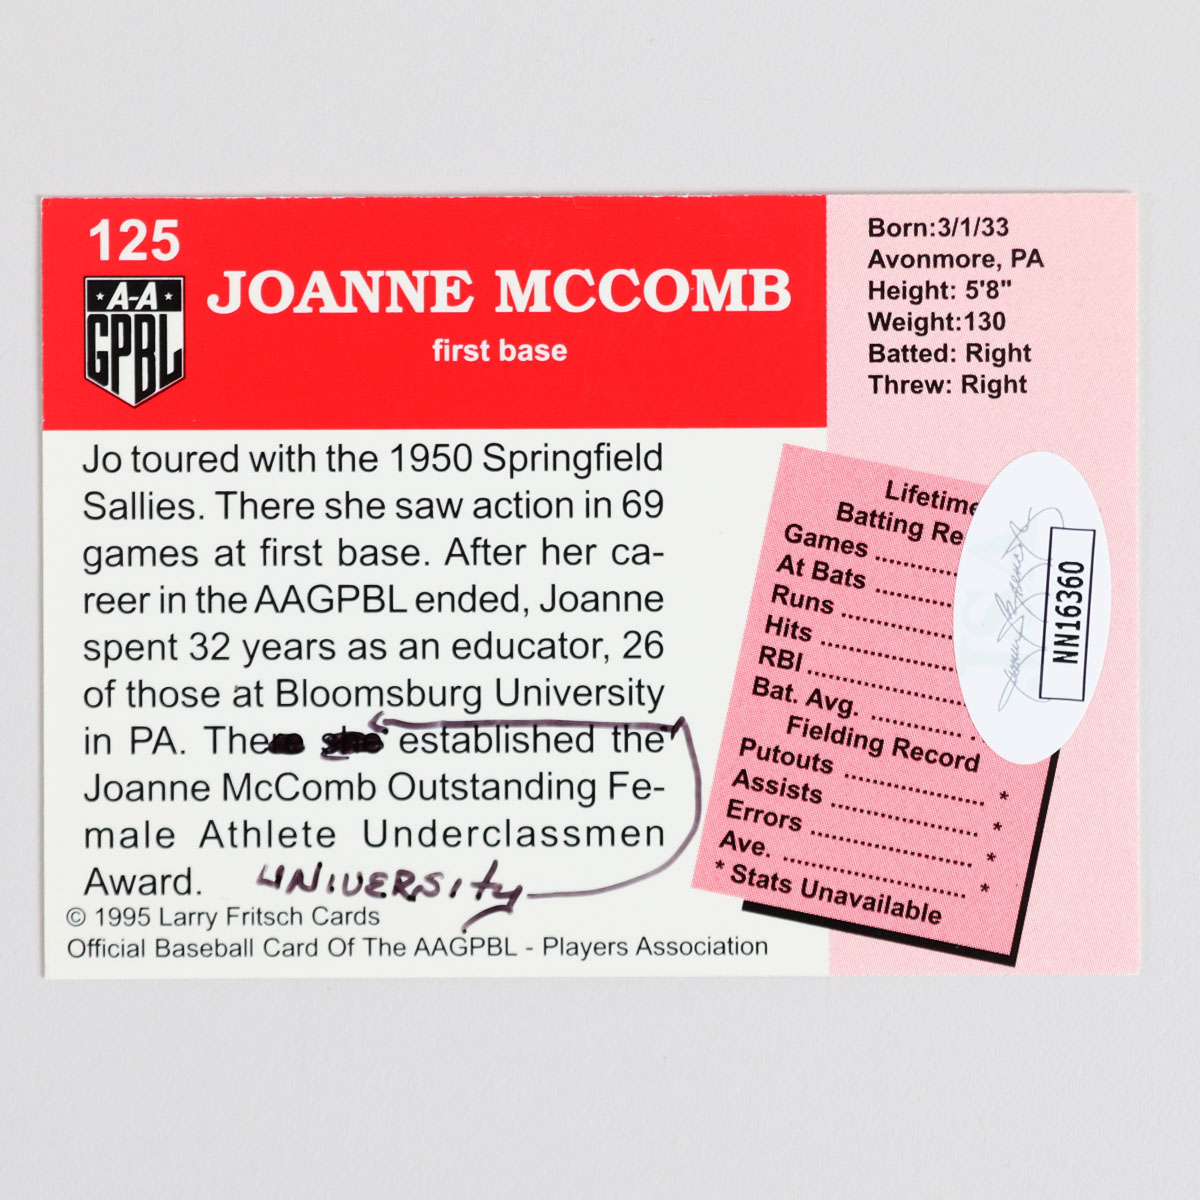 125
A-A
GPBL
JOANNE MCCOMB
first base
Born:3/1/33
Avonmore, PA
Height: 5'8"
Weight:130
Batted: Right
Threw: Right
Jo toured with the 1950 Springfield
Sallies. There she saw action in 69
games at first base. After her ca-
reer in the AAGPBL ended, Joanne
spent 32 years as an educator, 26
of those at Bloomsburg University
in PA. There she established the
Joanne McComb Outstanding Fe-
male Athlete Underclassmen
Award.
UNIVERSITY
© 1995 Larry Fritsch Cards
Official Baseball Card Of The AAGPBL - Players Association
Lifetime
Batting Re
Games ..........
At Bats ..........
Runs ..............
Hits .................
RBI ...................
Bat. Avg. ........... .
Fielding Record
Putouts .................. *
Assists ................... *
Errors ..................... *
Ave. ........................ *
* Stats Unavailable
NN16360